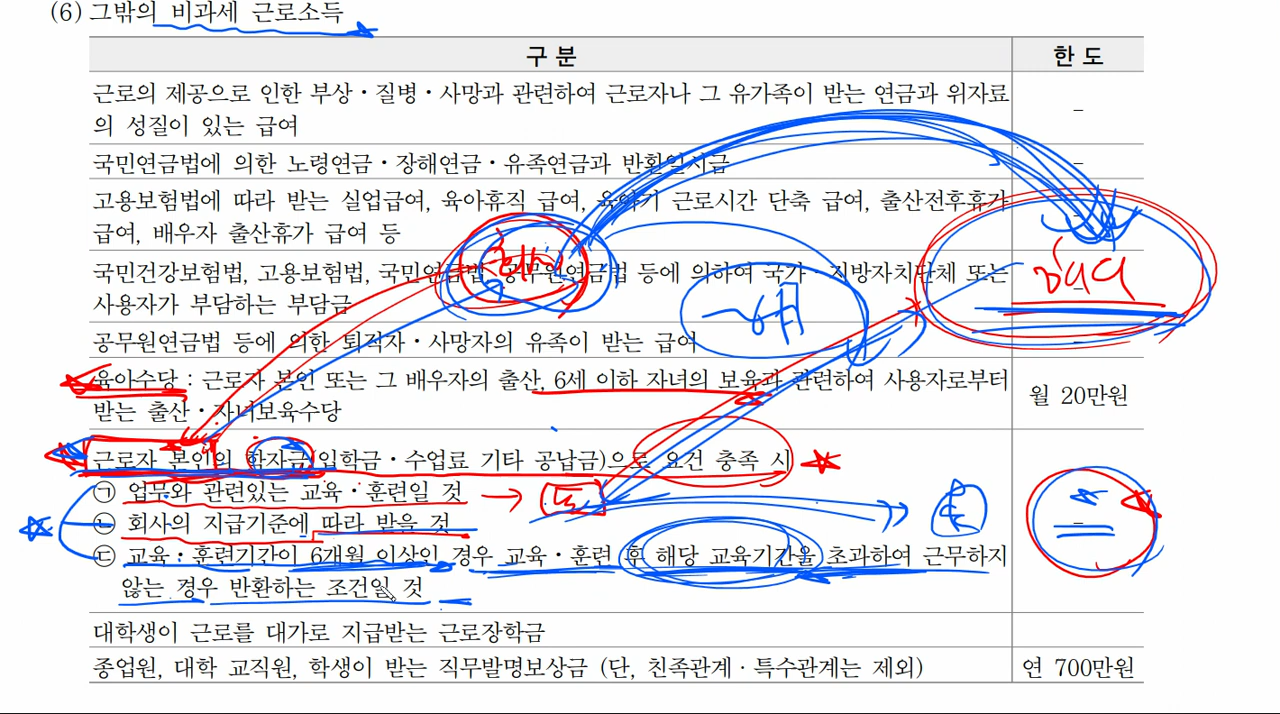 (6) 그밖의 비과세 근로소득
구 분 한 도
근로의 제공으로 인한 부상・질병・사망과 관련하여 근로자나 그 유가족이 받는 연금과 위자료 –
의 성질이 있는 급여
국민연금법에 의한 노령연금・장해연금・유족연금과 반환일시금 –
고용보험법에 따라 받는 실업급여, 육아휴직 급여, 육아기 근로시간 단축 급여, 출산전후휴가 –
급여, 배우자 출산휴가 급여 등
국민건강보험법, 고용보험법, 국민연금법, 공무원연금법 등에 의하여 국가・지방자치단체 또는 –
사용자가 부담하는 부담금
공무원연금법 등에 의한 퇴직자・사망자의 유족이 받는 급여 –
육아수당 : 근로자 본인 또는 그 배우자의 출산, 6세 이하 자녀의 보육과 관련하여 사용자로부터 월 20만원
받는 출산・자녀보육수당
근로자 본인의 학자금(입학금・수업료 기타 공납금)으로 요건 충족 시
㉠ 업무와 관련있는 교육・훈련일 것
㉡ 회사의 지급기준에 따라 받을 것 –
㉢ 교육・훈련기간이 6개월 이상인 경우 교육・훈련 후 해당 교육기간을 초과하여 근무하지
않는 경우 반환하는 조건일 것
대학생이 근로를 대가로 지급받는 근로장학금
종업원, 대학 교직원, 학생이 받는 직무발명보상금 (단, 친족관계・특수관계는 제외) 연 700만원